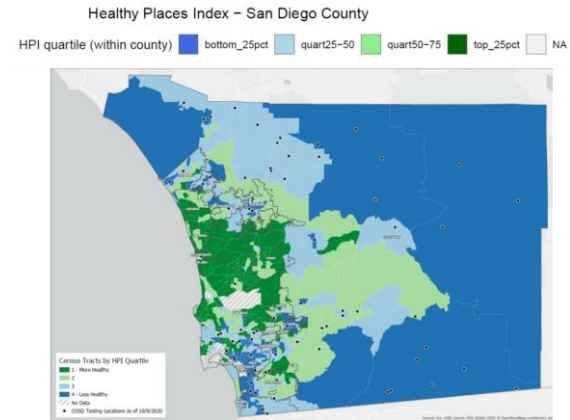 Healthy Places Index – San Diego County
HPI quartile (within county) bottom_25pct quart25-50 quart50-75 top_25pct NA
Census Tracts by HPI Quartile
1 - More Healthy
2
3
4 - Less Healthy
No Data
COSD Testing Locations as of 10/9/2020